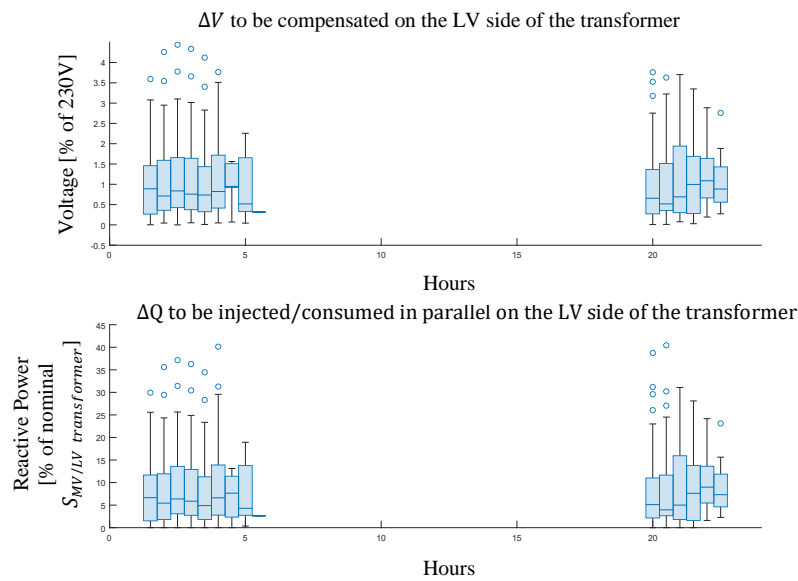 ΔV to be compensated on the LV side of the transformer
Voltage [% of 230V]
4
3.5
3
2.5
2
1.5
1
0.5
0
-0.5
0 5 10 15 20
Hours
ΔQ to be injected/consumed in parallel on the LV side of the transformer
Reactive Power
[% of nominal
S_{MV/LV transformer}]
45
40
35
30
25
20
15
10
5
0
0 5 10 15 20
Hours